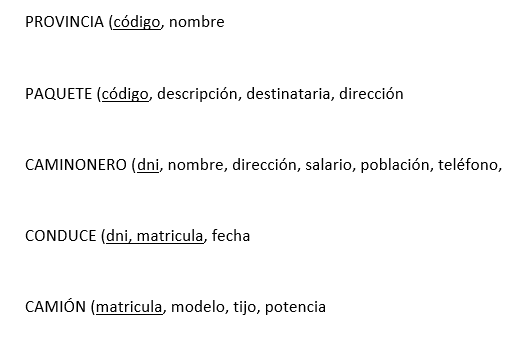 PROVINCIA (código, nombre
PAQUETE (código, descripción, destinataria, dirección
CAMINONERO (dni, nombre, dirección, salario, población, teléfono,
CONDUCE (dni, matricula, fecha
CAMIÓN (matricula, modelo, tijo, potencia